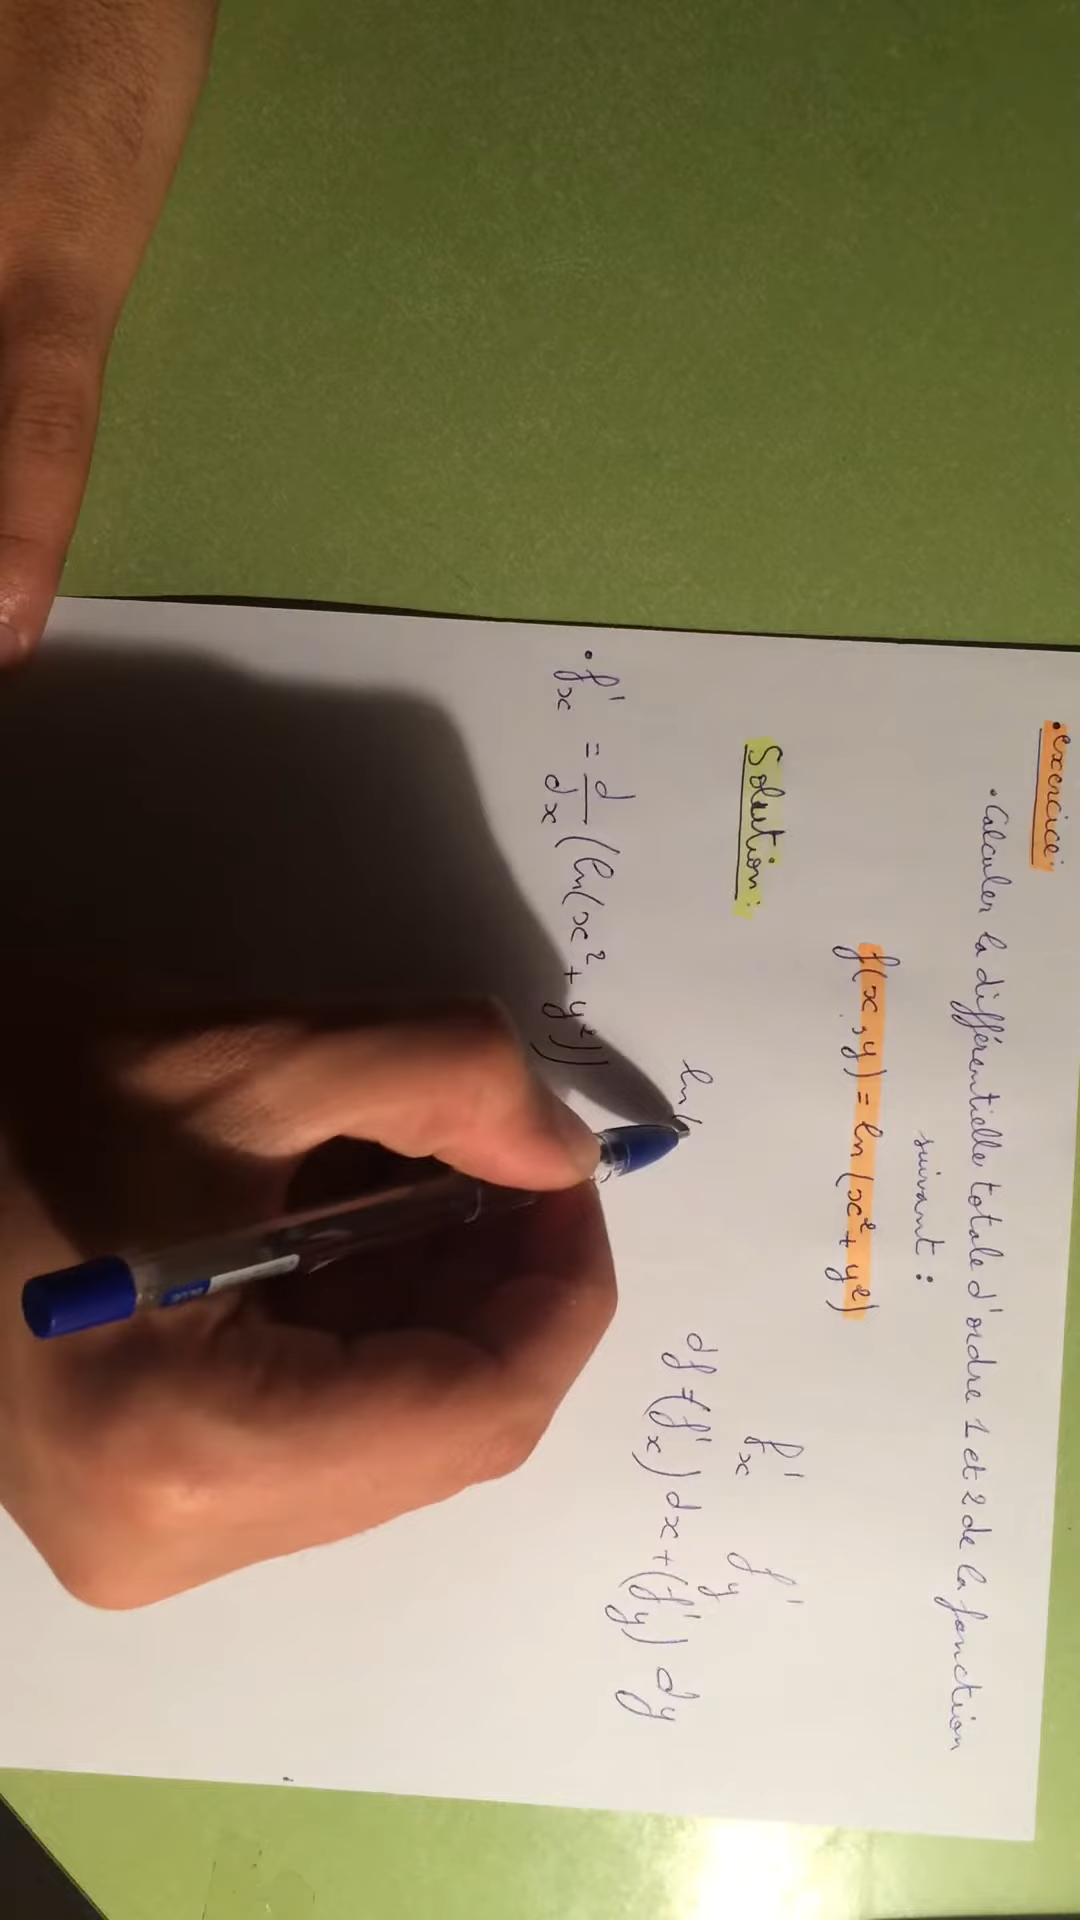 • exercice:
• Calculer la différentielle totale d'ordre 1 et 2 de la fonction
suivant :
f(x,y) = ln(x²+y²)
Solution:
f'x f'y
ln(
df = (f'x) dx + (f'y) dy
• f'x = d/dx (ln(x²+y²))
BLUE